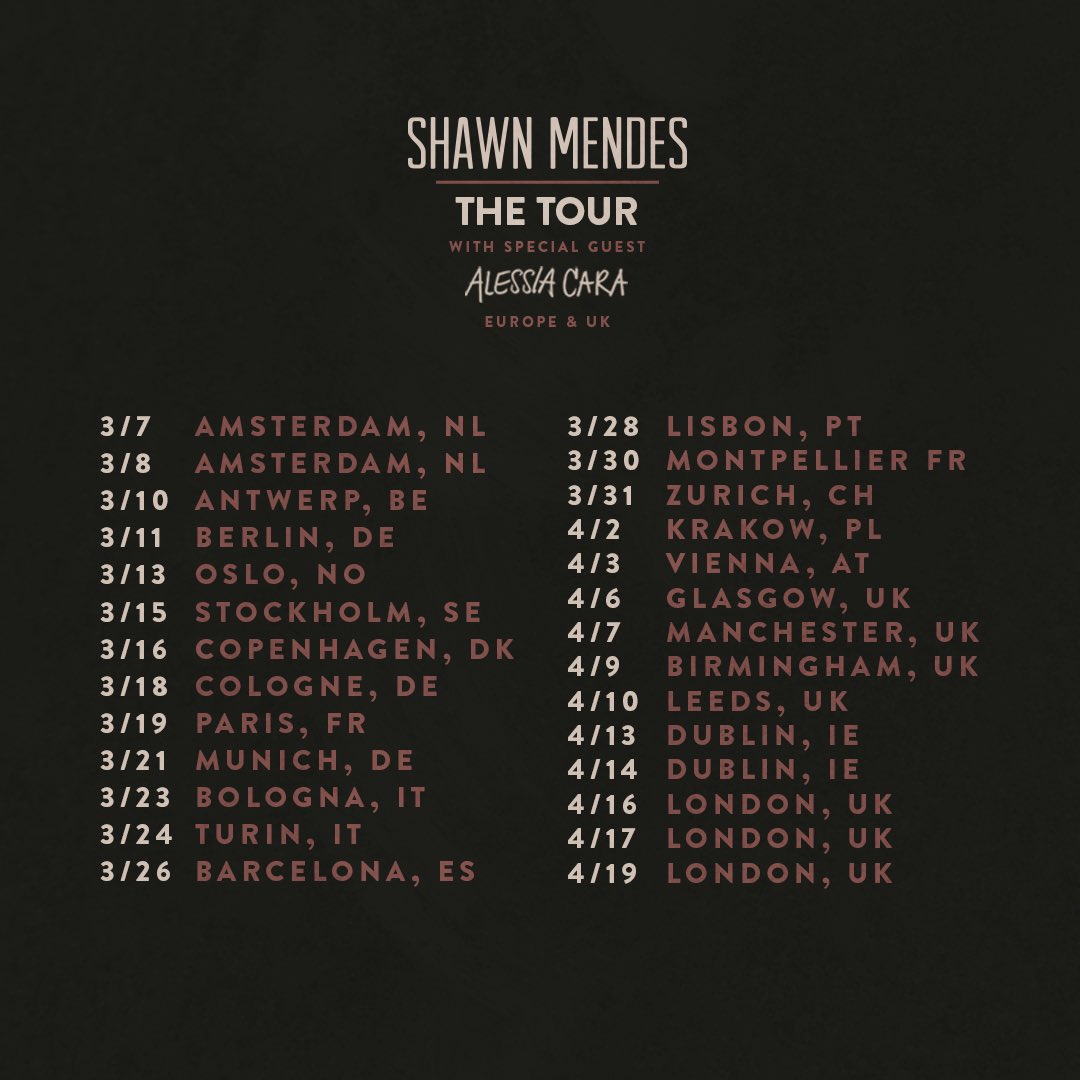 SHAWN MENDES
THE TOUR
WITH SPECIAL GUEST
ALESSIA CARA
EUROPE & UK
3/7 AMSTERDAM, NL
3/8 AMSTERDAM, NL
3/10 ANTWERP, BE
3/11 BERLIN, DE
3/13 OSLO, NO
3/15 STOCKHOLM, SE
3/16 COPENHAGEN, DK
3/18 COLOGNE, DE
3/19 PARIS, FR
3/21 MUNICH, DE
3/23 BOLOGNA, IT
3/24 TURIN, IT
3/26 BARCELONA, ES
3/28 LISBON, PT
3/30 MONTPELLIER FR
3/31 ZURICH, CH
4/2 KRAKOW, PL
4/3 VIENNA, AT
4/6 GLASGOW, UK
4/7 MANCHESTER, UK
4/9 BIRMINGHAM, UK
4/10 LEEDS, UK
4/13 DUBLIN, IE
4/14 DUBLIN, IE
4/16 LONDON, UK
4/17 LONDON, UK
4/19 LONDON, UK